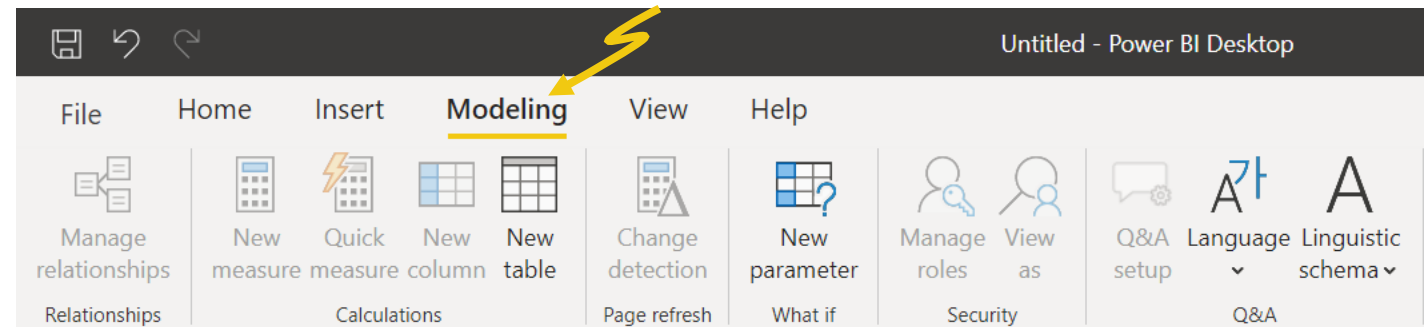 Untitled - Power BI Desktop
File Home Insert Modeling View Help
Manage relationships
New measure
Quick measure
New column
New table
Change detection
New parameter
Manage roles
View as
Q&A setup
A가
Language
A
Linguistic schema
Relationships Calculations Page refresh What if Security Q&A